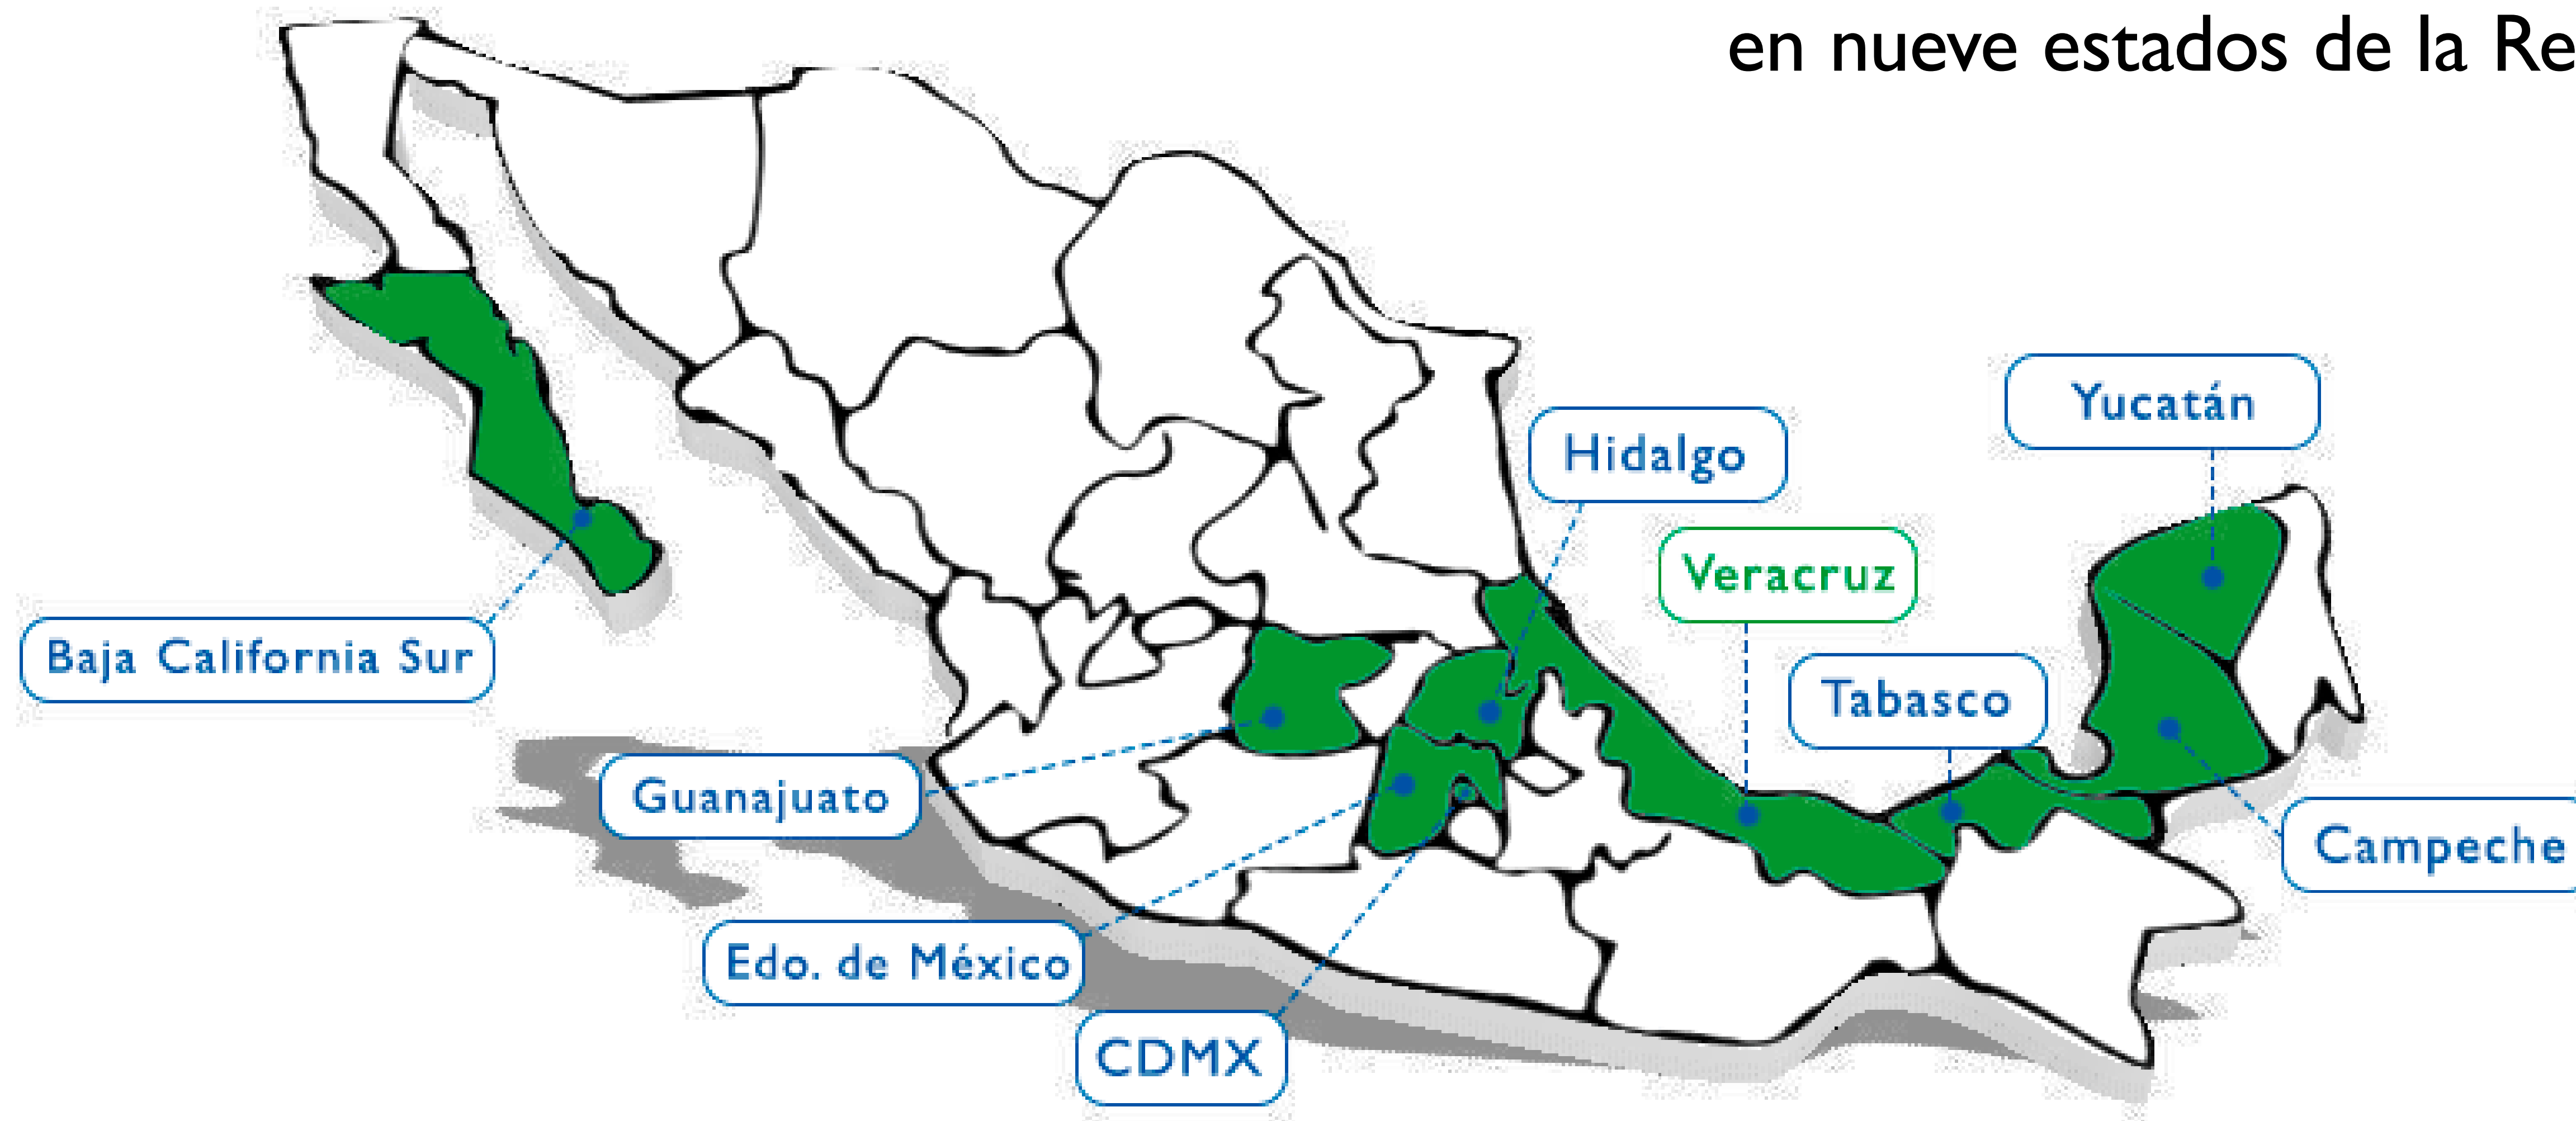 en nueve estados de la Re
Yucatán
Hidalgo
Veracruz
Baja California Sur
Tabasco
Guanajuato
Campeche
Edo. de México
CDMX